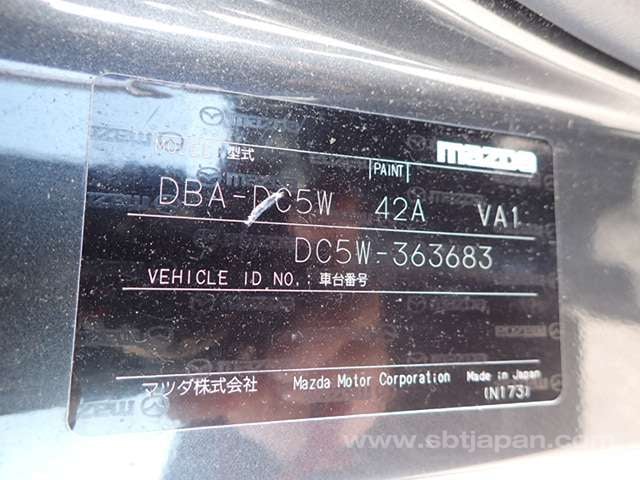 mazda
MODEL 型式 PAINT
DBA-DC5W 42A VA1
DC5W-363683
VEHICLE ID NO. : 車台番号
マツダ株式会社 Mazda Motor Corporation Made in Japan
(N173)
www.sbtjapan.com